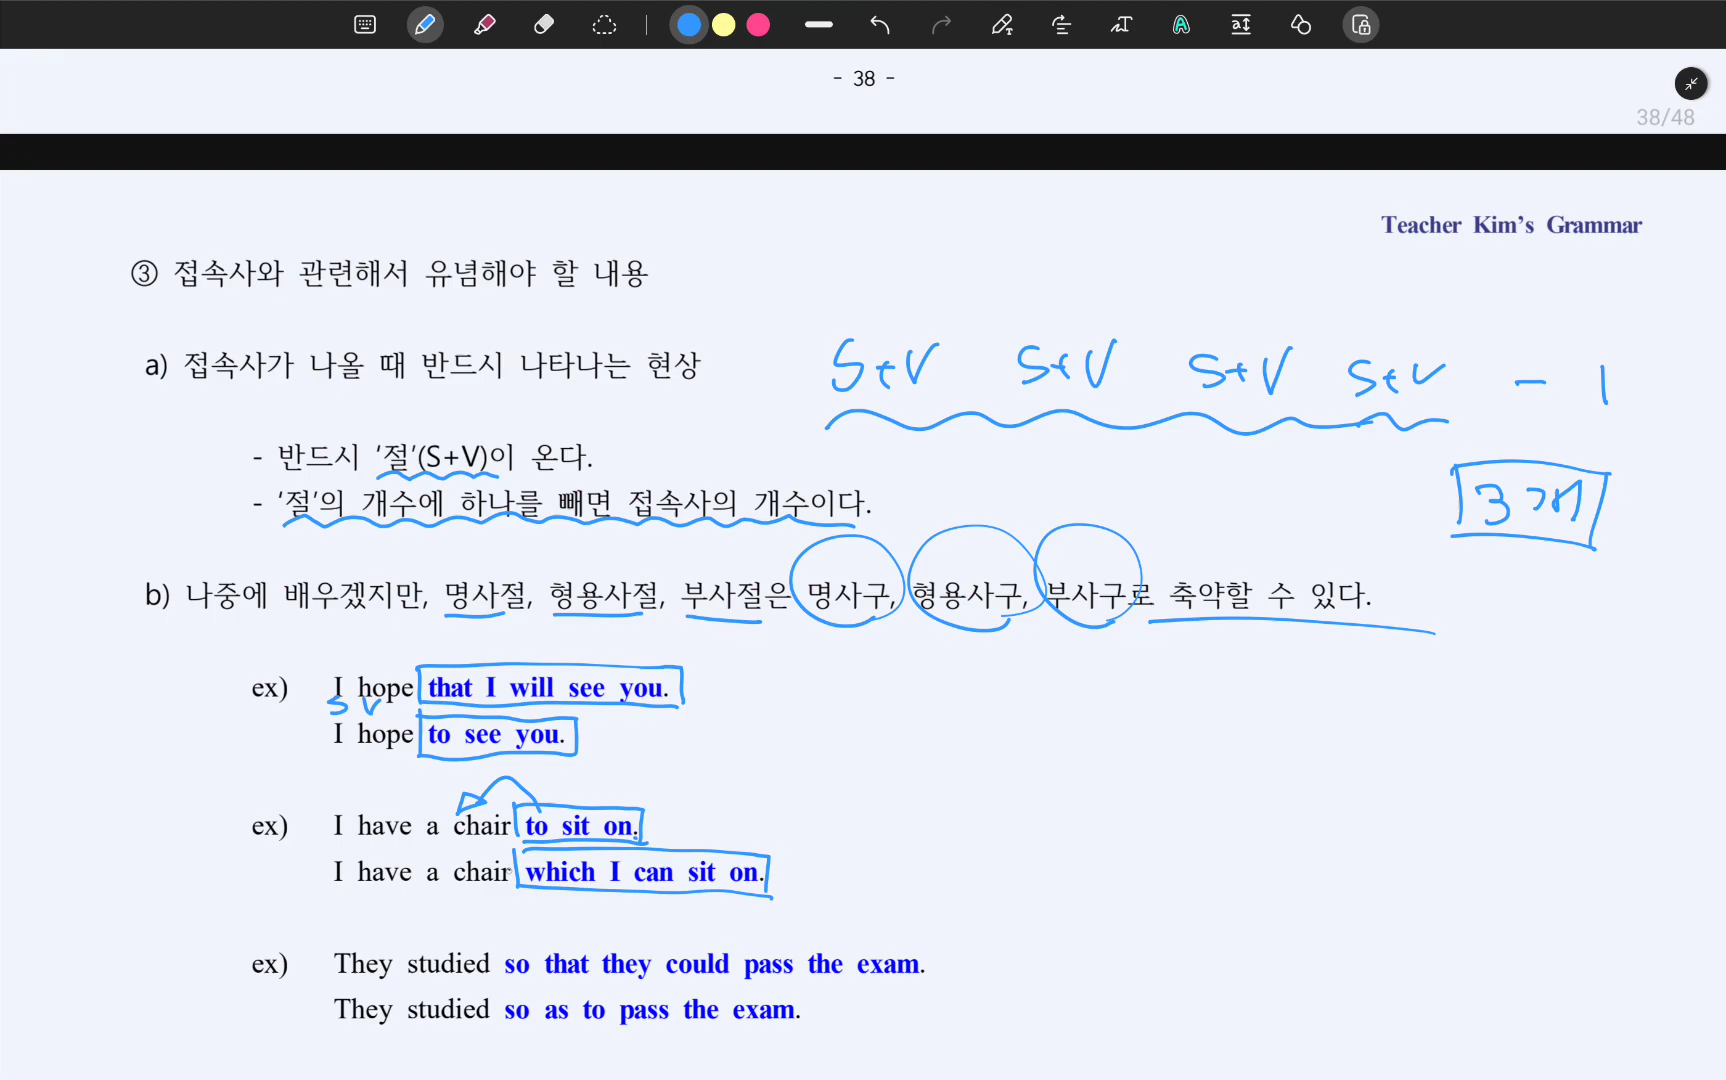 - 38 -
38/48
Teacher Kim's Grammar
③ 접속사와 관련해서 유념해야 할 내용
a) 접속사가 나올 때 반드시 나타나는 현상
S+V S+V S+V S+V - 1
- 반드시 '절'(S+V)이 온다.
- '절'의 개수에 하나를 빼면 접속사의 개수이다.
3개
b) 나중에 배우겠지만, 명사절, 형용사절, 부사절은 명사구, 형용사구, 부사구로 축약할 수 있다.
ex) I hope that I will see you.
S V
I hope to see you.
ex) I have a chair to sit on.
I have a chair which I can sit on.
ex) They studied so that they could pass the exam.
They studied so as to pass the exam.